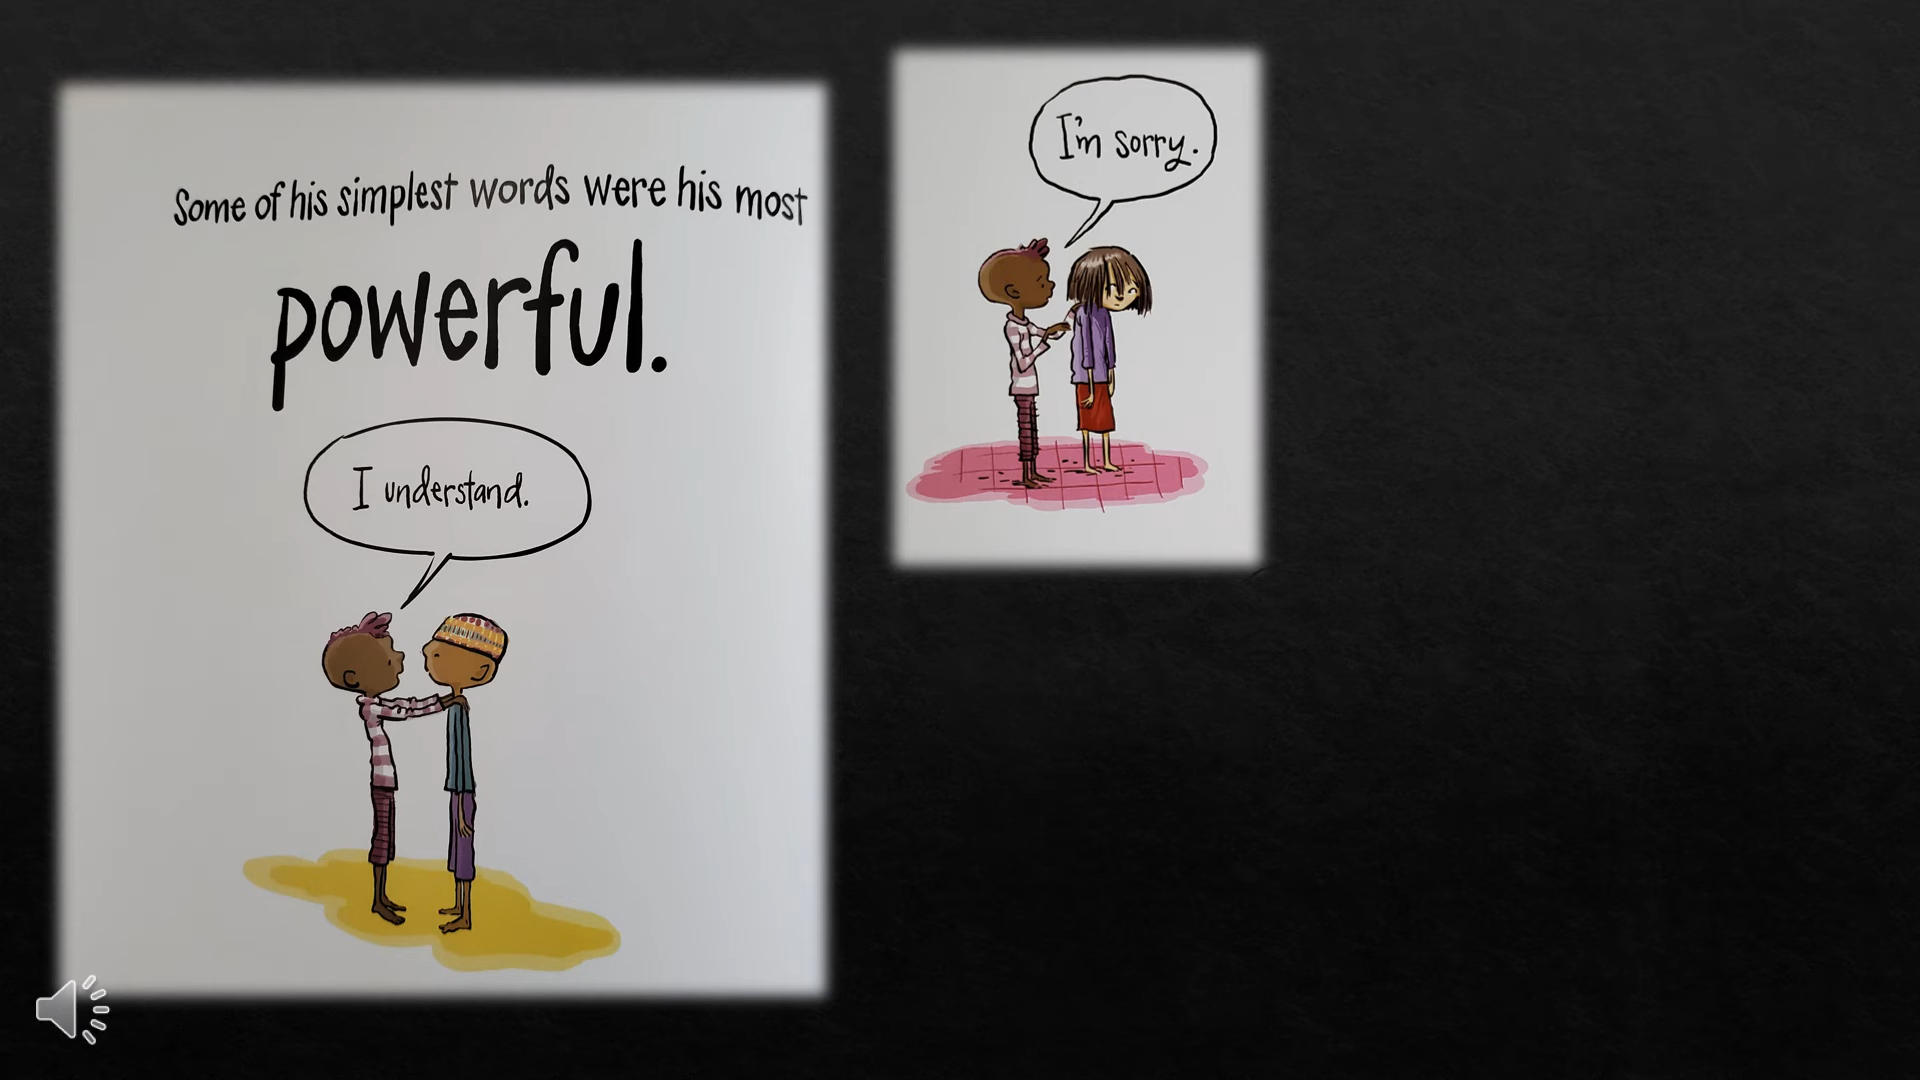 Some of his simplest words were his most
powerful.
I understand.
I'm sorry.